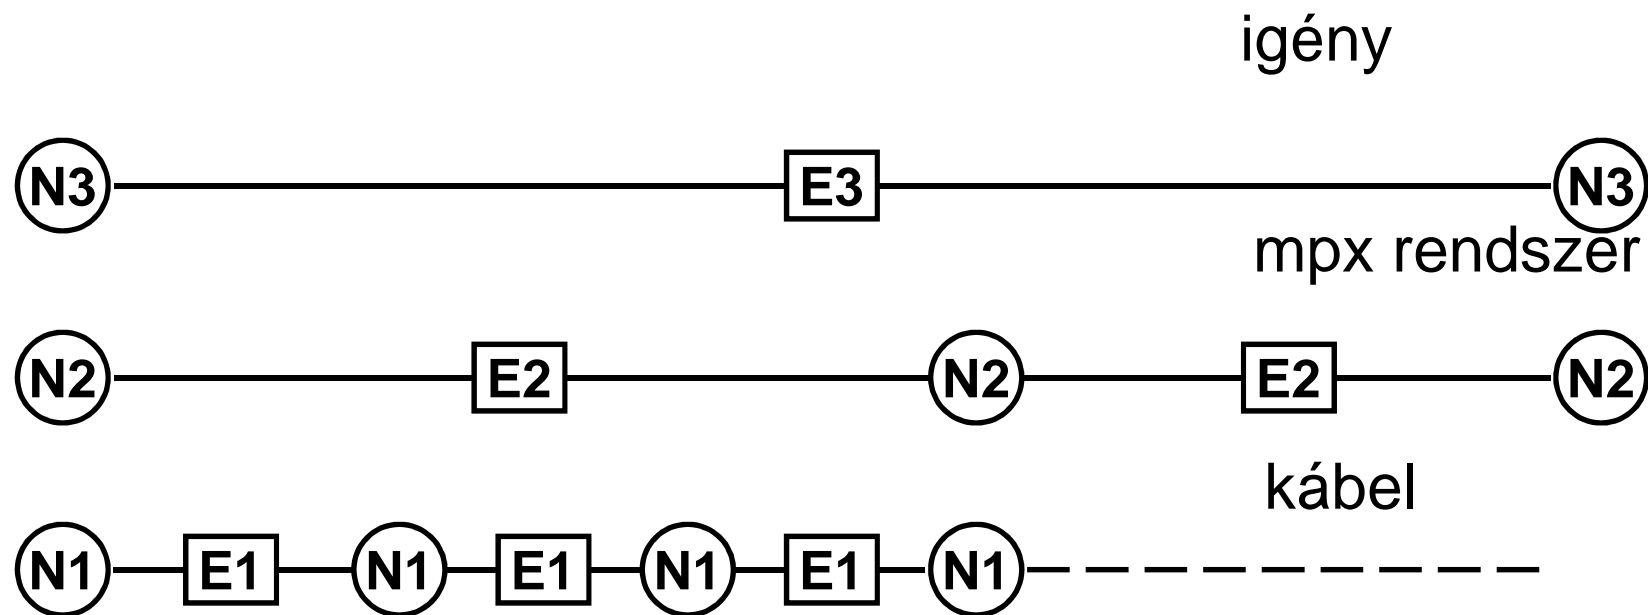 igény
N3 E3 N3
mpx rendszer
N2 E2 N2 E2 N2
kábel
N1 E1 N1 E1 N1 E1 N1